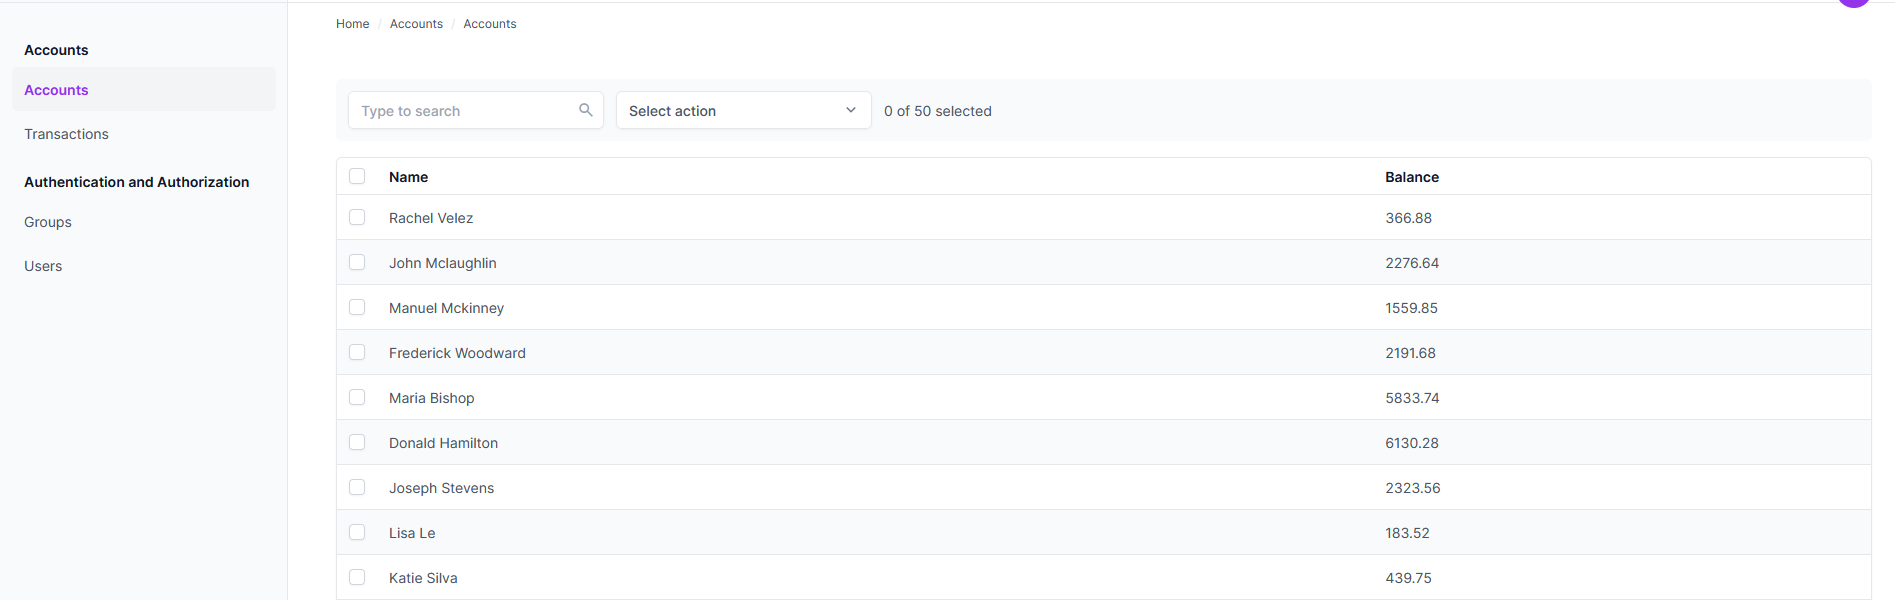 Home / Accounts / Accounts
Accounts
Accounts
Transactions
Authentication and Authorization
Groups
Users
Type to search
Select action
0 of 50 selected
Name Balance
Rachel Velez 366.88
John Mclaughlin 2276.64
Manuel Mckinney 1559.85
Frederick Woodward 2191.68
Maria Bishop 5833.74
Donald Hamilton 6130.28
Joseph Stevens 2323.56
Lisa Le 183.52
Katie Silva 439.75